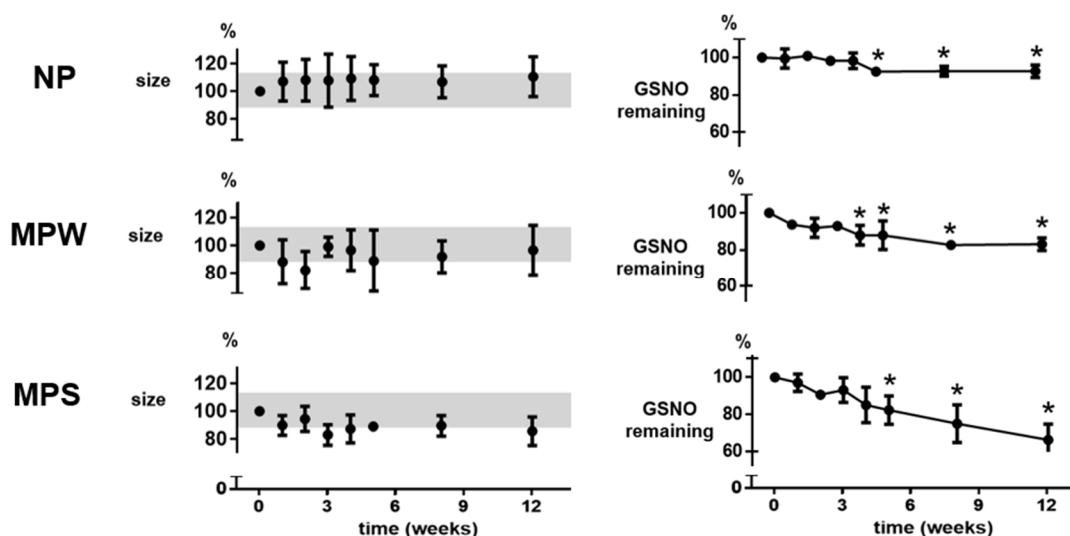 % %
NP size 120 100 80 GSNO remaining 100 80 60 * * *
% %
MPW size 120 100 80 GSNO remaining 100 80 60 * * * *
% %
MPS size 120 100 80 GSNO remaining 100 80 60 * * *
0 0
0 3 6 9 12 0 3 6 9 12
time (weeks) time (weeks)